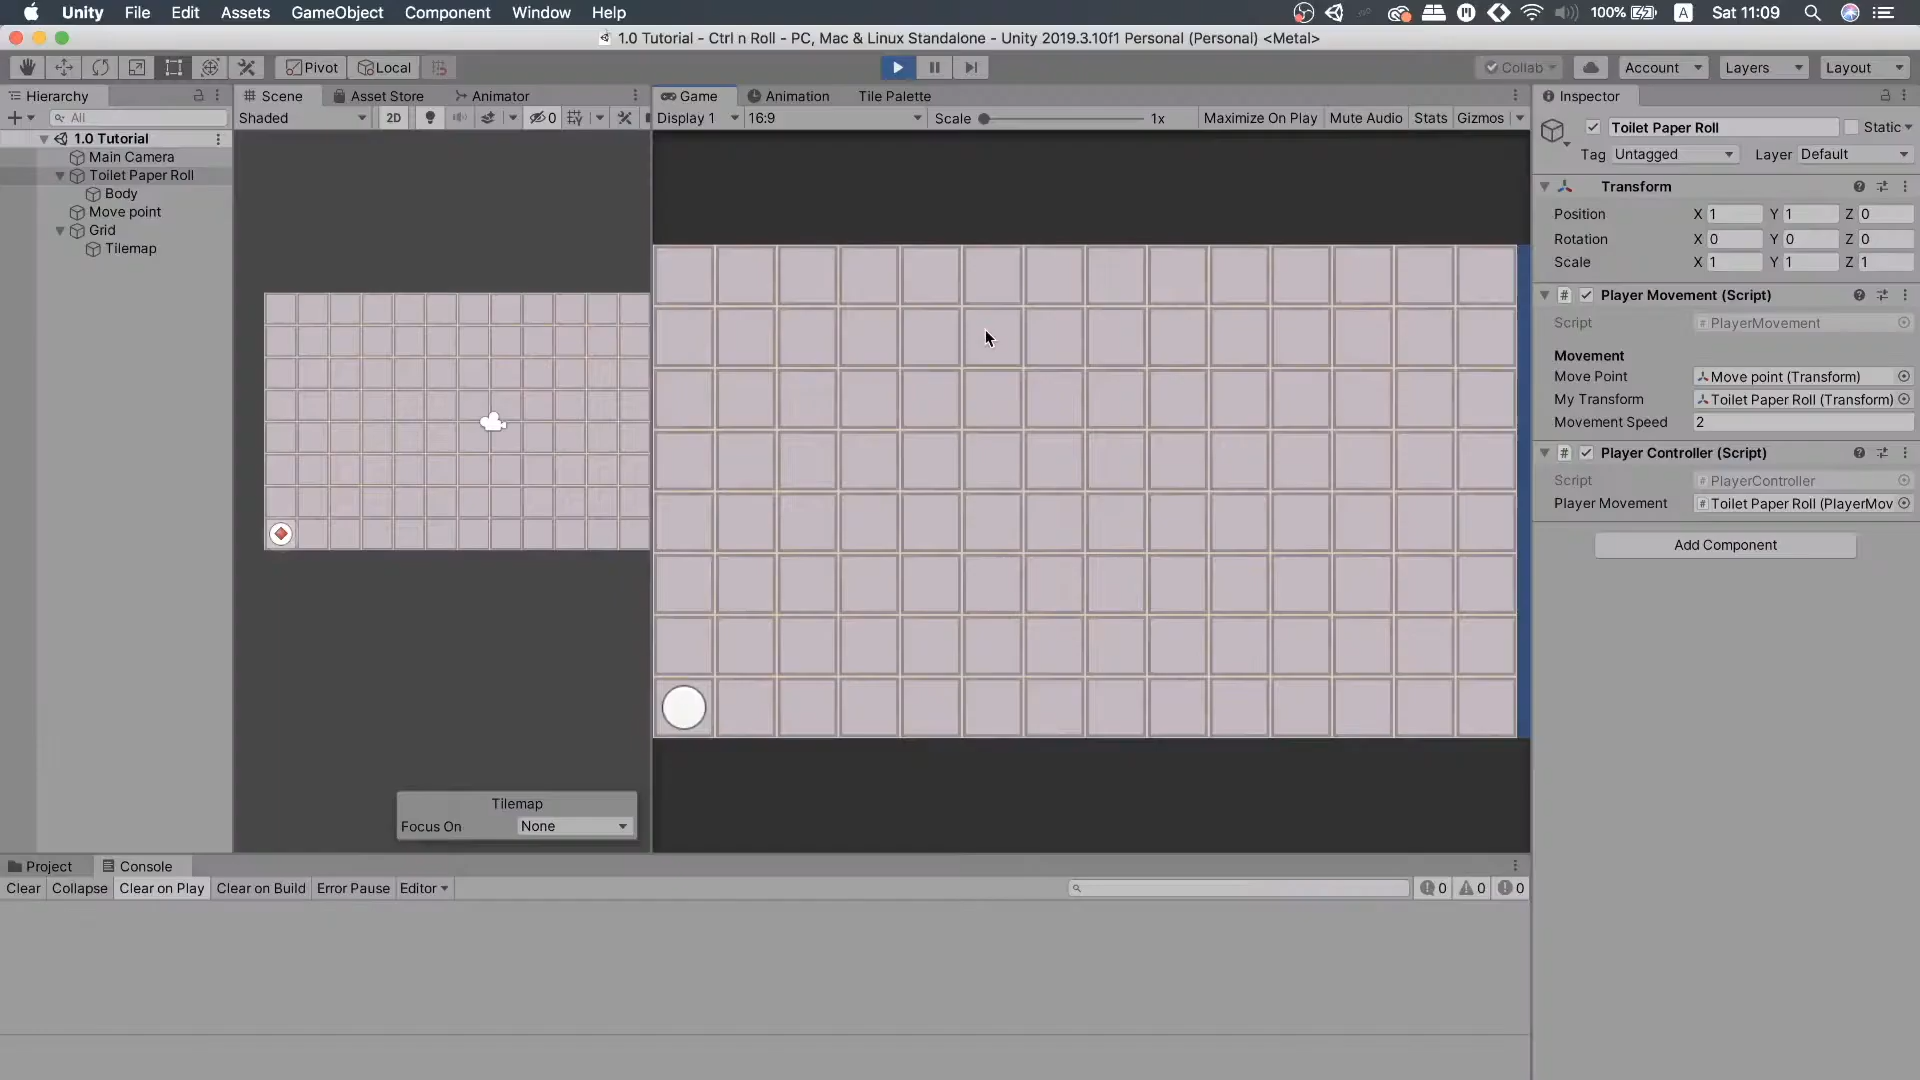 Unity File Edit Assets GameObject Component Window Help 100% A Sat 11:09
1.0 Tutorial - Ctrl n Roll - PC, Mac & Linux Standalone - Unity 2019.3.10f1 Personal (Personal) <Metal>
Pivot Local Collab Account Layers Layout
Hierarchy Scene Asset Store Animator Game Animation Tile Palette Inspector
All Shaded 2D 0 Display 1 16:9 Scale 1x Maximize On Play Mute Audio Stats Gizmos
Toilet Paper Roll Static
Tag Untagged Layer Default
1.0 Tutorial
Main Camera
Toilet Paper Roll
Body
Move point
Grid
Tilemap
Transform
Position X 1 Y 1 Z 0
Rotation X 0 Y 0 Z 0
Scale X 1 Y 1 Z 1
# Player Movement (Script)
Script # PlayerMovement
Movement
Move Point Move point (Transform)
My Transform Toilet Paper Roll (Transform)
Movement Speed 2
# Player Controller (Script)
Script # PlayerController
Player Movement # Toilet Paper Roll (PlayerMov
Add Component
Tilemap
Focus On None
Project Console
Clear Collapse Clear on Play Clear on Build Error Pause Editor 0 0 0